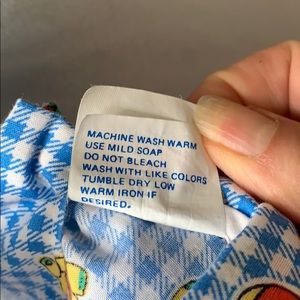 MACHINE WASH WARM
USE MILD SOAP
DO NOT BLEACH
WASH WITH LIKE COLORS
TUMBLE DRY LOW
WARM IRON IF
DESIRED.